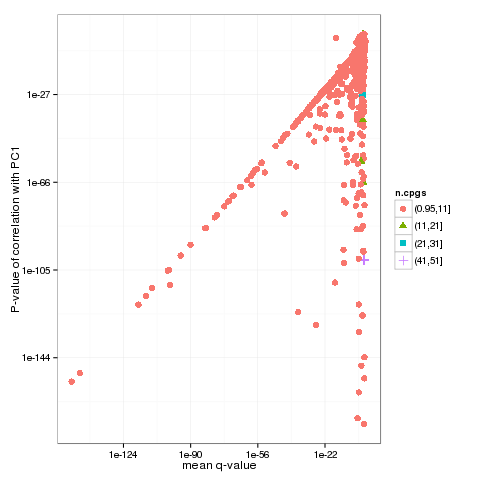 1e-27
1e-66
1e-105
1e-144
P-value of correlation with PC1
1e-124
1e-90
1e-56
1e-22
mean q-value
n.cpgs
(0.95,11]
(11,21]
(21,31]
(41,51]